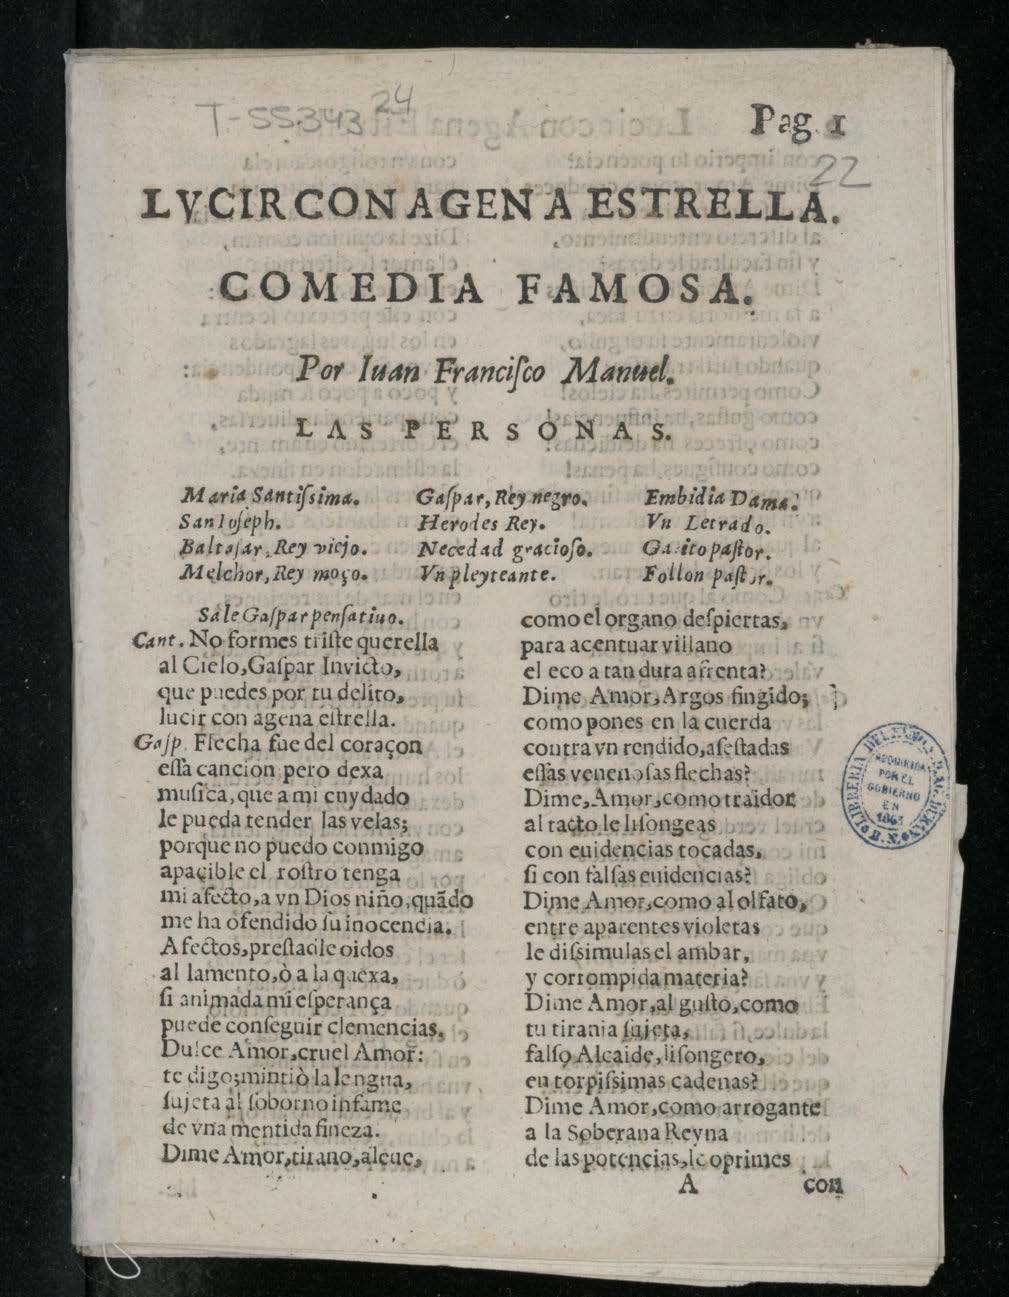 T-55.343 24
Pag. 1
22
LVCIR CON AGENA ESTRELLA.
COMEDIA FAMOSA.
Por Iuan Franciſco Manuel.
LAS PERSONAS.
Maria Santiſsima. Gaſpar, Rey negro. Embidia Dama.
San Ioſeph. Herodes Rey. Vn Letrado.
Baltaſar, Rey viejo. Necedad gracioſo. paſtor.
Melchor, Rey moço. Vn pleyteante. Follon paſtor.
Sale Gaſpar penſatiuo.
Cant. No formes triſte querella
al Cielo, Gaſpar Invicto,
que puedes por tu delito,
lucir con agena eſtrella.
Gaſp. Flecha fue del coraçon
eſſa cancion; pero dexa
muſica, que a mi cuydado
le pueda tender las velas;
porque no puedo conmigo
apacible el roſtro tenga
mi afecto, a vn Dios niño, quãdo
me ha ofendido ſu inocencia.
Afectos, preſtadle oidos
al lamento, ò a la quexa,
ſi animada mi eſperança
puede conſeguir clemencias.
Dulce Amor, cruel Amor:
te digo; mintiò la lengua,
ſujeta al ſoborno infame
de vna mentida fineza.
Dime Amor, tirano, aleue,
como el organo deſpiertas,
para acentuar villano
el eco a tan dura afrenta?
Dime Amor, Argos fingido;
como pones en la cuerda
contra vn rendido, aſeſtadas
eſſas venenoſas flechas?
Dime, Amor, como traidor
al tacto le liſongeas
con euidencias tocadas,
ſi con falſas euidencias?
Dime Amor, como al olfato,
entre aparentes violetas
le diſsimulas el ambar,
y corrompida materia?
Dime Amor, al guſto, como
tu tirania ſujeta,
falſo Alcaide, liſongero,
en torpiſsimas cadenas?
Dime Amor, como arrogante
a la Soberana Reyna
de las potencias, le oprimes
A con
ADQUIRIDA
POR EL
GOBIERNO
EN
1863